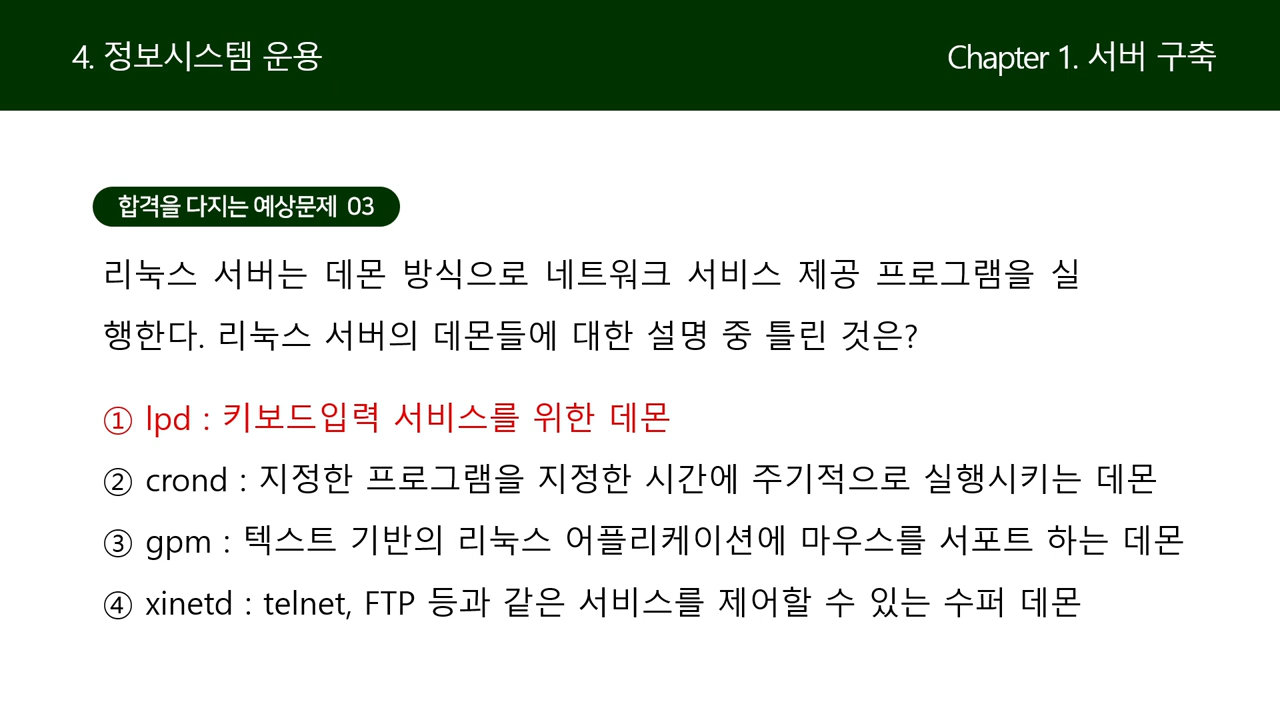 4. 정보시스템 운용
Chapter 1. 서버 구축
합격을 다지는 예상문제 03
리눅스 서버는 데몬 방식으로 네트워크 서비스 제공 프로그램을 실
행한다. 리눅스 서버의 데몬들에 대한 설명 중 틀린 것은?
① lpd : 키보드입력 서비스를 위한 데몬
② crond : 지정한 프로그램을 지정한 시간에 주기적으로 실행시키는 데몬
③ gpm : 텍스트 기반의 리눅스 어플리케이션에 마우스를 서포트 하는 데몬
④ xinetd : telnet, FTP 등과 같은 서비스를 제어할 수 있는 수퍼 데몬